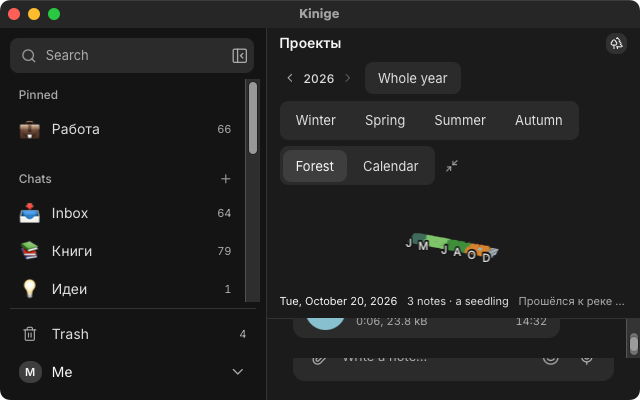 Kinige
Search
Pinned
Работа 66
Chats
Inbox 64
Книги 79
Идеи 1
Trash 4
M Me
Проекты
2026 Whole year
Winter Spring Summer Autumn
Forest Calendar
J M J A O D
Tue, October 20, 2026 3 notes · a seedling Прошёлся к реке ...
0:06, 23.8 kB 14:32
Write a note...